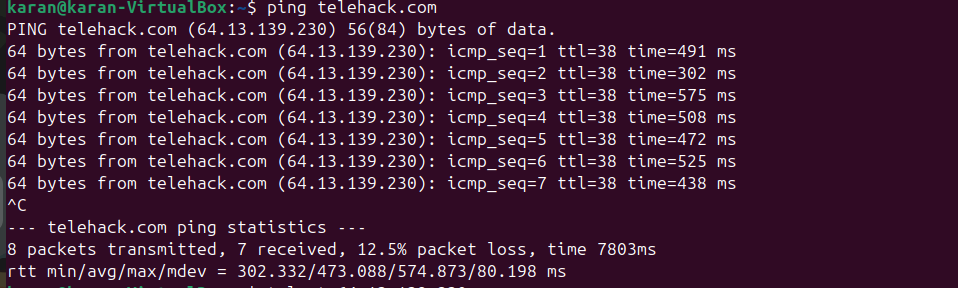 karan@karan-VirtualBox:~$ ping telehack.com
PING telehack.com (64.13.139.230) 56(84) bytes of data.
64 bytes from telehack.com (64.13.139.230): icmp_seq=1 ttl=38 time=491 ms
64 bytes from telehack.com (64.13.139.230): icmp_seq=2 ttl=38 time=302 ms
64 bytes from telehack.com (64.13.139.230): icmp_seq=3 ttl=38 time=575 ms
64 bytes from telehack.com (64.13.139.230): icmp_seq=4 ttl=38 time=508 ms
64 bytes from telehack.com (64.13.139.230): icmp_seq=5 ttl=38 time=472 ms
64 bytes from telehack.com (64.13.139.230): icmp_seq=6 ttl=38 time=525 ms
64 bytes from telehack.com (64.13.139.230): icmp_seq=7 ttl=38 time=438 ms
^C
--- telehack.com ping statistics ---
8 packets transmitted, 7 received, 12.5% packet loss, time 7803ms
rtt min/avg/max/mdev = 302.332/473.088/574.873/80.198 ms